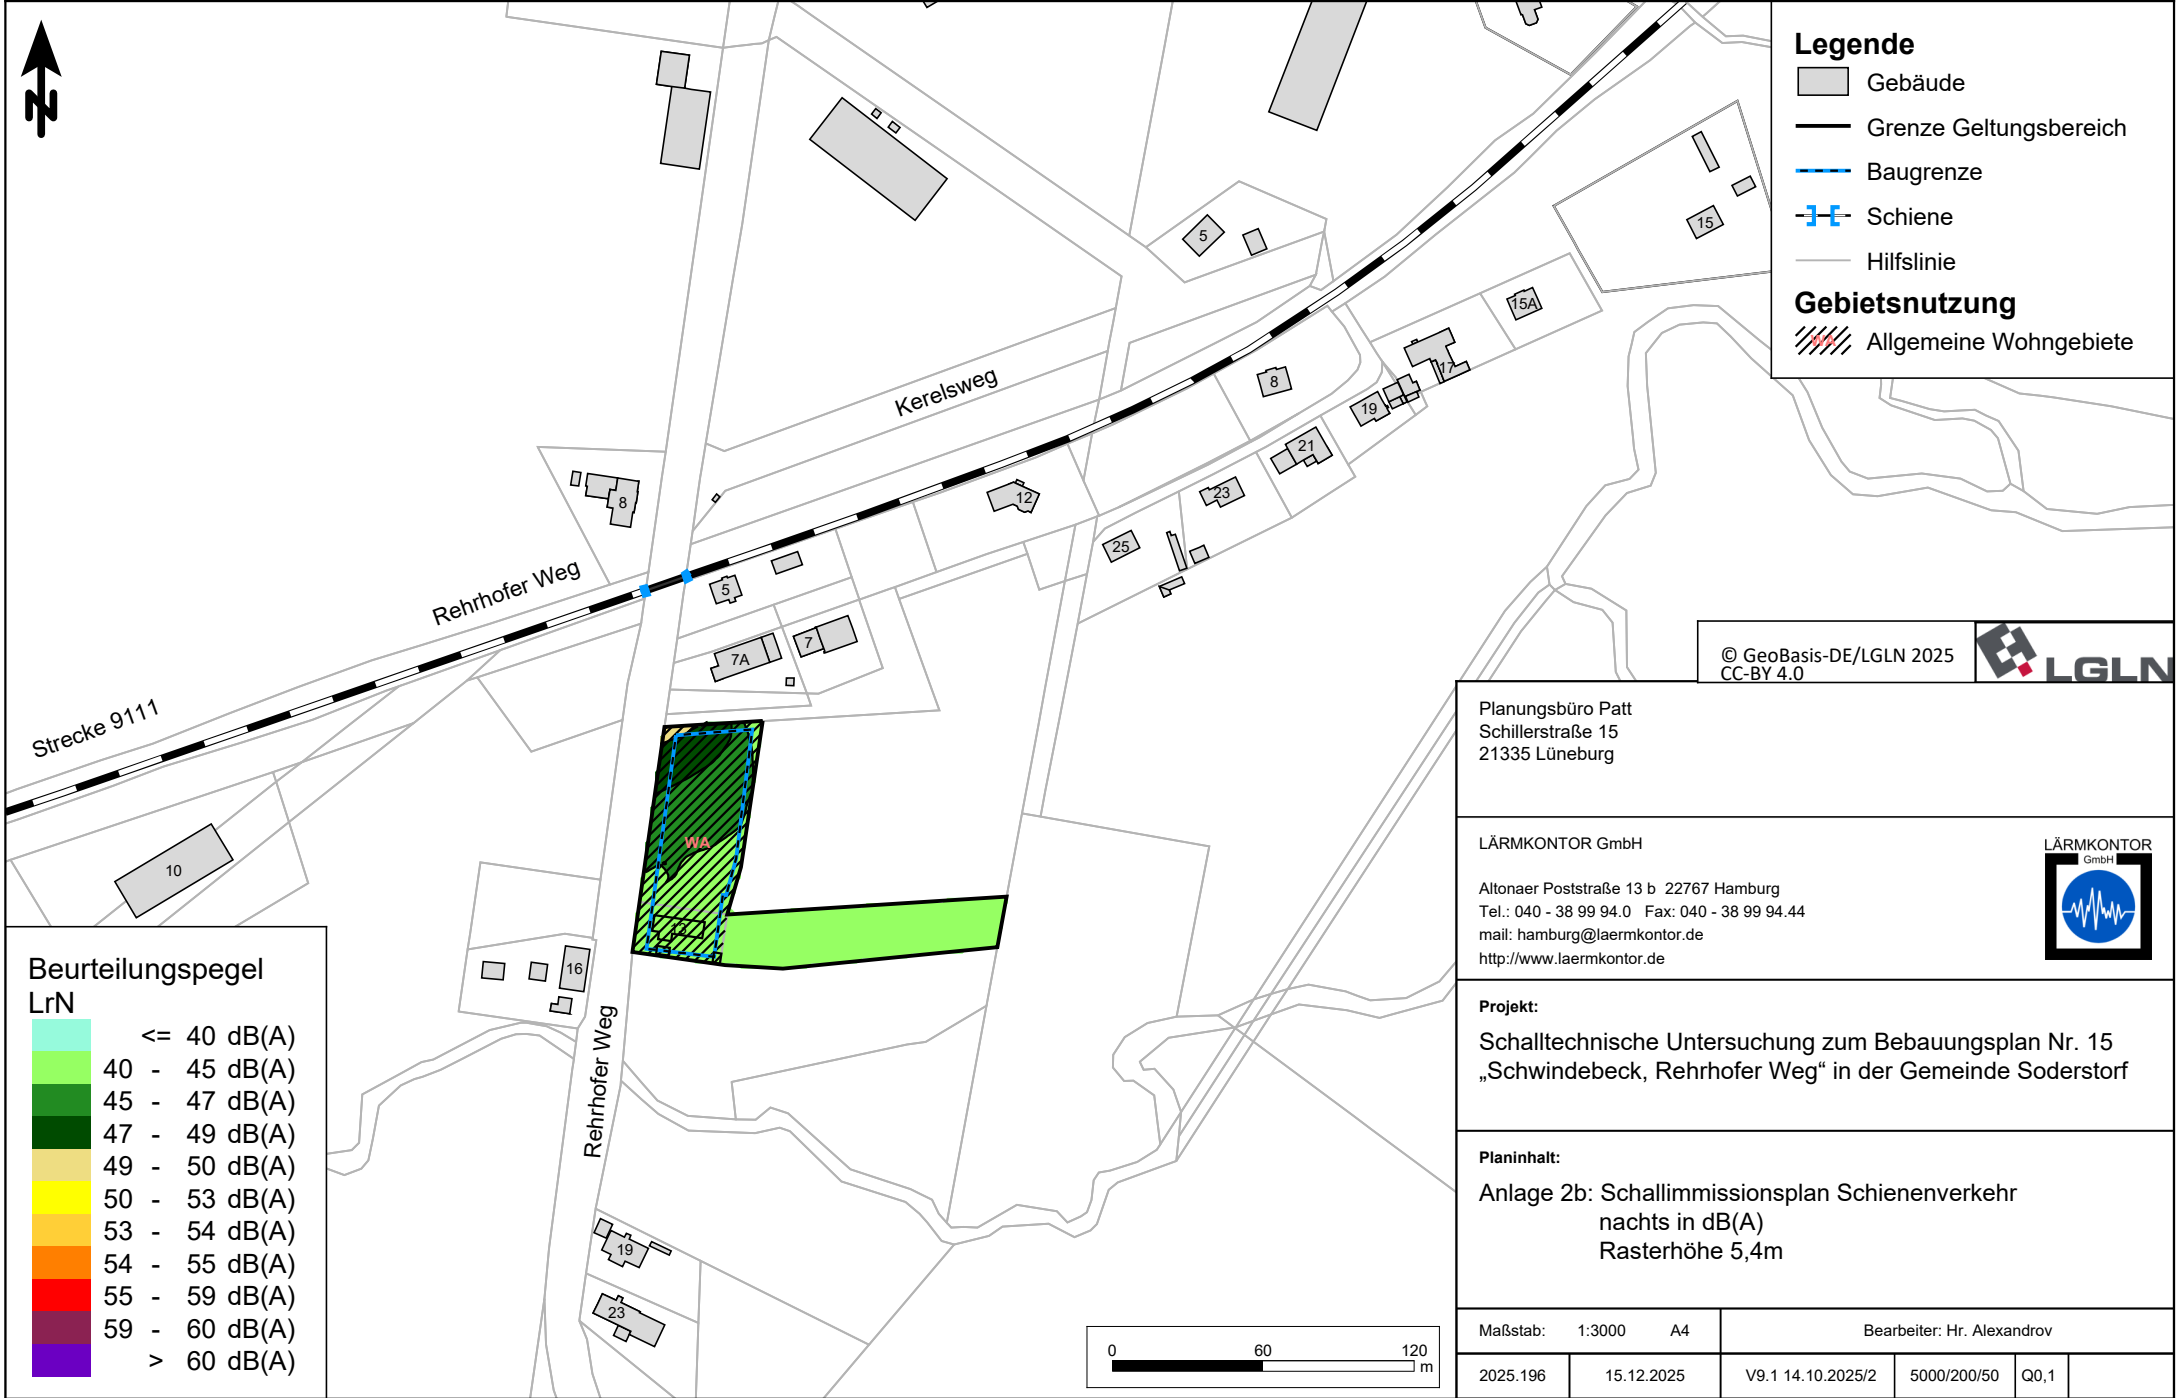 N
Legende
Gebäude
Grenze Geltungsbereich
Baugrenze
Schiene
Hilfslinie
Gebietsnutzung
WA Allgemeine Wohngebiete
5
15
15A
8
17
19
21
23
12
25
Kerelsweg
8
Rehrhofer Weg
5
7
7A
Strecke 9111
10
WA
13
16
Rehrhofer Weg
19
23
© GeoBasis-DE/LGLN 2025
CC-BY 4.0
LGLN
Planungsbüro Patt
Schillerstraße 15
21335 Lüneburg
LÄRMKONTOR GmbH
Altonaer Poststraße 13 b 22767 Hamburg
Tel.: 040 - 38 99 94.0 Fax: 040 - 38 99 94.44
mail: hamburg@laermkontor.de
http://www.laermkontor.de
LÄRMKONTOR
GmbH
Projekt:
Schalltechnische Untersuchung zum Bebauungsplan Nr. 15
„Schwindebeck, Rehrhofer Weg“ in der Gemeinde Soderstorf
Planinhalt:
Anlage 2b: Schallimmissionsplan Schienenverkehr
nachts in dB(A)
Rasterhöhe 5,4m
Maßstab: 1:3000 A4
Bearbeiter: Hr. Alexandrov
2025.196 15.12.2025 V9.1 14.10.2025/2 5000/200/50 Q0,1
Beurteilungspegel
LrN
<= 40 dB(A)
40 - 45 dB(A)
45 - 47 dB(A)
47 - 49 dB(A)
49 - 50 dB(A)
50 - 53 dB(A)
53 - 54 dB(A)
54 - 55 dB(A)
55 - 59 dB(A)
59 - 60 dB(A)
> 60 dB(A)
0 60 120
m